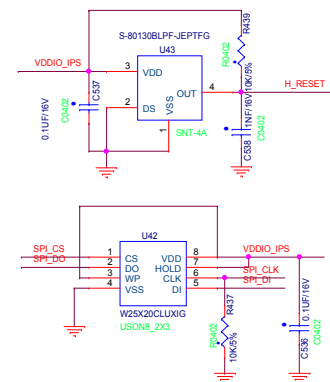 S-80130BLPF-JEPTFG
U43
R439
R0402
10K/5%
VDDIO_IPS
3
VDD
OUT
4
H_RESET
2
DS
VSS
1
C537
0.1UF/16V
C0402
SNT-4A
1NF/16V
C0402
C538
U42
SPI_CS
1
CS
VDD
8
VDDIO_IPS
SPI_DO
2
DO
HOLD
7
3
WP
CLK
6
SPI_CLK
4
VSS
DI
5
SPI_DI
W25X20CLUXIG
USON8_2X3
R437
R0402
10K/5%
0.1UF/16V
C0402
C536